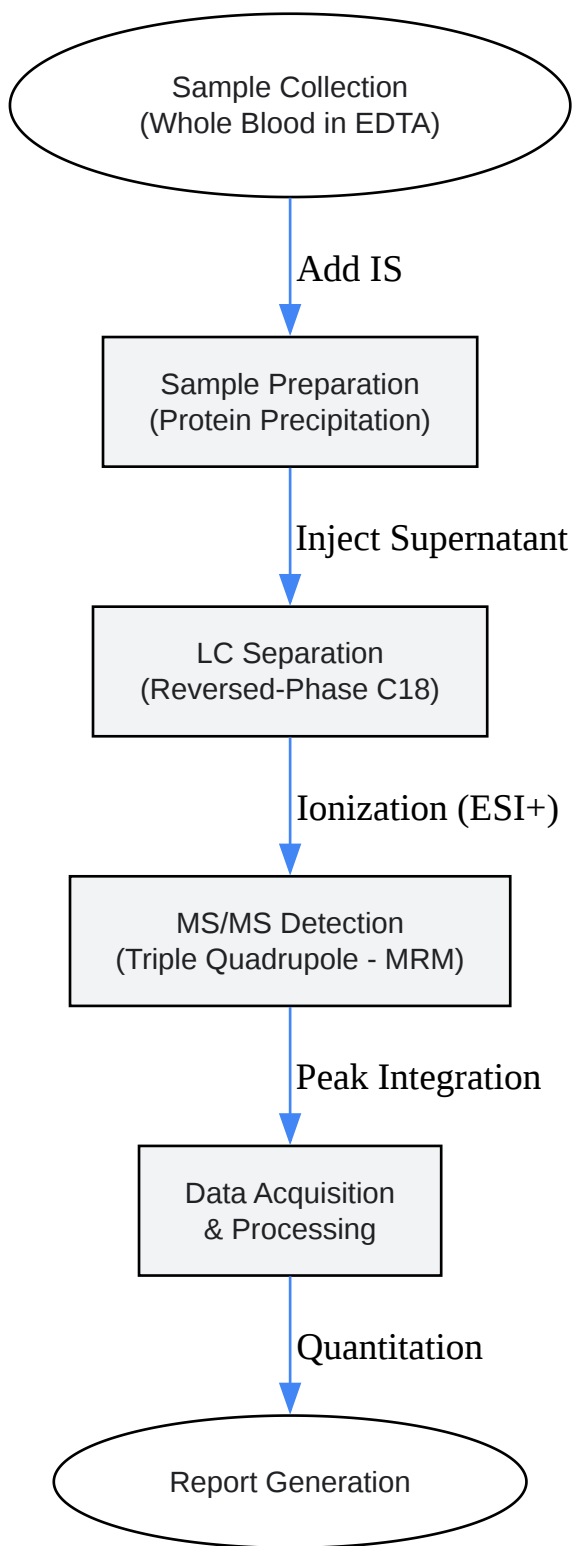 Sample Collection
(Whole Blood in EDTA)
Add IS
Sample Preparation
(Protein Precipitation)
Inject Supernatant
LC Separation
(Reversed-Phase C18)
Ionization (ESI+)
MS/MS Detection
(Triple Quadrupole - MRM)
Peak Integration
Data Acquisition
& Processing
Quantitation
Report Generation